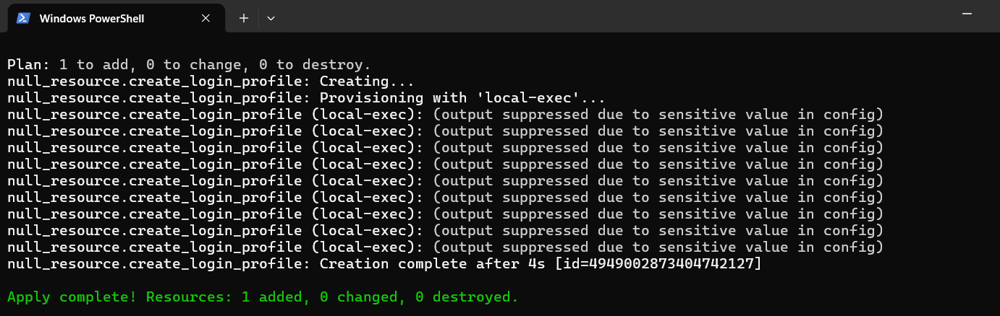 Windows PowerShell
Plan: 1 to add, 0 to change, 0 to destroy.
null_resource.create_login_profile: Creating...
null_resource.create_login_profile: Provisioning with 'local-exec'...
null_resource.create_login_profile (local-exec): (output suppressed due to sensitive value in config)
null_resource.create_login_profile (local-exec): (output suppressed due to sensitive value in config)
null_resource.create_login_profile (local-exec): (output suppressed due to sensitive value in config)
null_resource.create_login_profile (local-exec): (output suppressed due to sensitive value in config)
null_resource.create_login_profile (local-exec): (output suppressed due to sensitive value in config)
null_resource.create_login_profile (local-exec): (output suppressed due to sensitive value in config)
null_resource.create_login_profile (local-exec): (output suppressed due to sensitive value in config)
null_resource.create_login_profile (local-exec): (output suppressed due to sensitive value in config)
null_resource.create_login_profile (local-exec): (output suppressed due to sensitive value in config)
null_resource.create_login_profile: Creation complete after 4s [id=4949002873404742127]
Apply complete! Resources: 1 added, 0 changed, 0 destroyed.